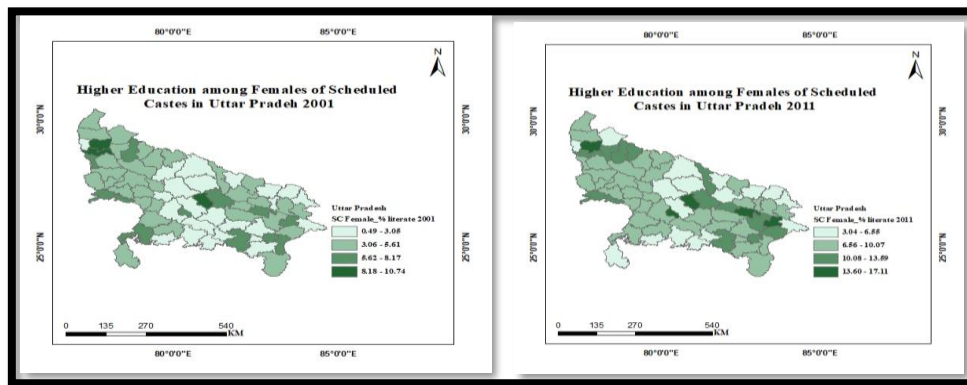 80°0'0"E 85°0'0"E
N
Higher Education among Females of Scheduled
Castes in Uttar Pradeh 2001
30°0'0"N 30°0'0"N
25°0'0"N 25°0'0"N
Uttar Pradesh
SC Female_% literate 2001
0.49 - 3.05
3.06 - 5.61
5.62 - 8.17
8.18 - 10.74
0 135 270 540
KM
80°0'0"E 85°0'0"E
80°0'0"E 85°0'0"E
N
Higher Education among Females of Scheduled
Castes in Uttar Pradeh 2011
30°0'0"N 30°0'0"N
25°0'0"N 25°0'0"N
Uttar Pradesh
SC Female_% literate 2011
3.04 - 6.55
6.56 - 10.07
10.08 - 13.59
13.60 - 17.11
0 135 270 540
KM
80°0'0"E 85°0'0"E